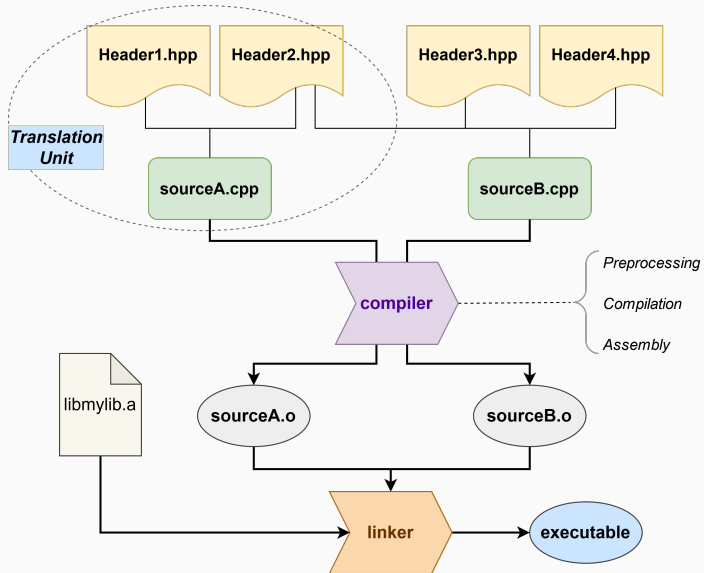 Header1.hpp
Header2.hpp
Header3.hpp
Header4.hpp
Translation
Unit
sourceA.cpp
sourceB.cpp
compiler
Preprocessing
Compilation
Assembly
libmylib.a
sourceA.o
sourceB.o
linker
executable